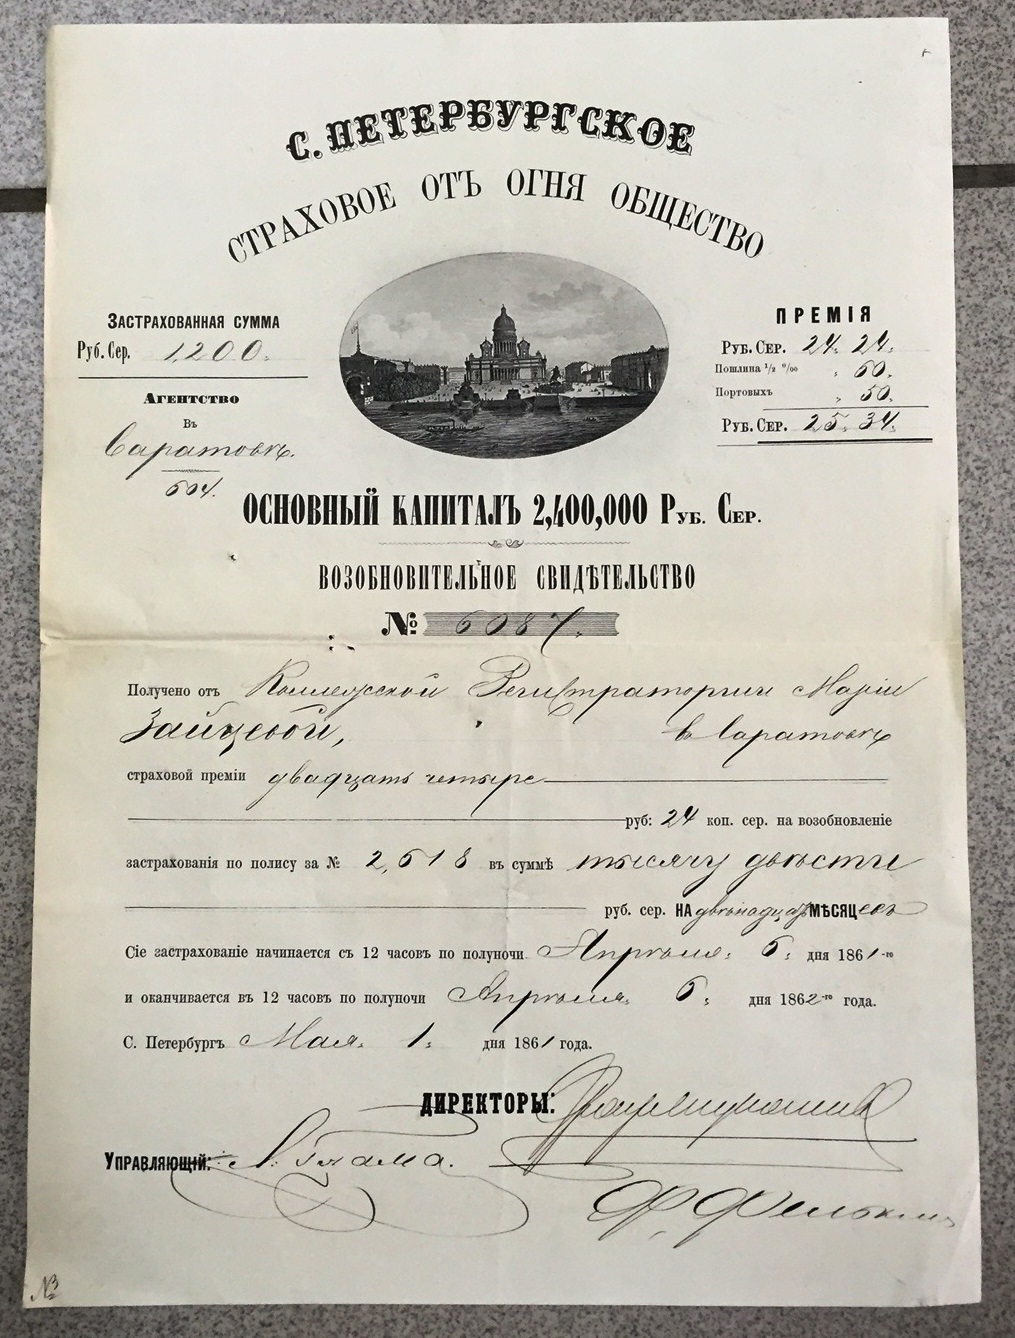 С. ПЕТЕРБУРГСКОЕ
СТРАХОВОЕ ОТЪ ОГНЯ ОБЩЕСТВО
ЗАСТРАХОВАННАЯ СУММА
Руб. Сер. 1200.
АГЕНТСТВО
Въ
Саратовѣ.
604.
ПРЕМІЯ
РУБ. СЕР. 24. 24.
Пошлина ½ ‰ „ 60.
Портовыхъ „ 50.
РУБ. СЕР. 25. 34.
ОСНОВНЫЙ КАПИТАЛЪ 2,400,000 РУБ. СЕР.
ВОЗОБНОВИТЕЛЬНОЕ СВИДѢТЕЛЬСТВО
№ 6087.
Получено отъ Коллежской Регистраторши Маріи
Зайцевой, въ Саратовѣ
страховой преміи двадцать четыре
руб: 24 коп. сер. на возобновленіе
застрахованія по полису за № 2,618 въ суммѣ тысячу двѣсти
руб. сер. НА двѣнадцать МѢСЯЦевъ
Сіе застрахованіе начинается съ 12 часовъ по полуночи Апрѣля 6. дня 1861-го
и оканчивается въ 12 часовъ по полуночи Апрѣля 6. дня 1862-го года.
С. Петербургъ Мая 1. дня 1861 года.
ДИРЕКТОРЫ:
УПРАВЛЯЮЩІЙ:
№